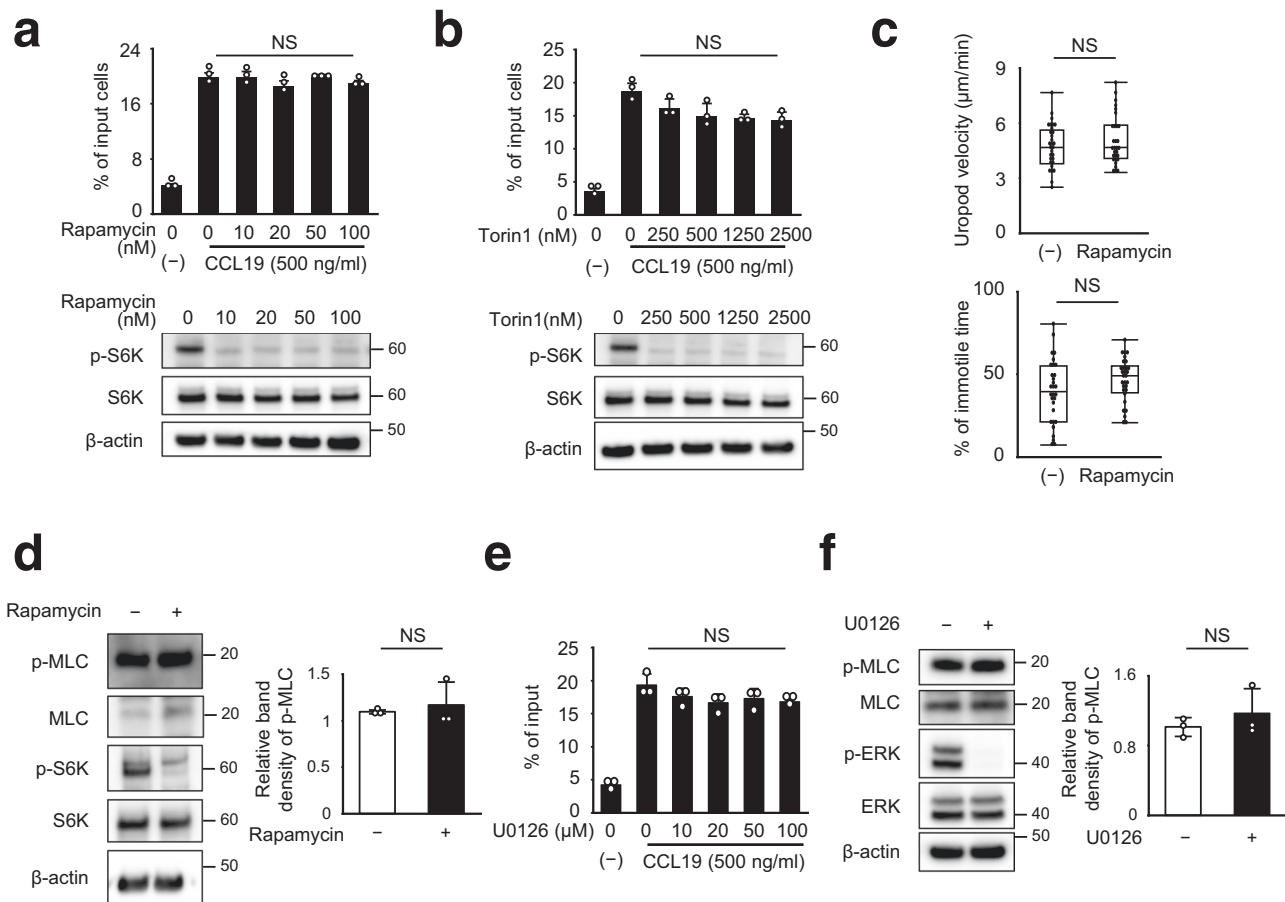 a
NS
24
16
8
0
% of input cells
Rapamycin (nM)
0 0 10 20 50 100
(−) CCL19 (500 ng/ml)
Rapamycin (nM)
0 10 20 50 100
p-S6K 60
S6K 60
β-actin 50
b
NS
25
20
15
10
5
0
% of input cells
Torin1 (nM) 0 0 250 500 1250 2500
(−) CCL19 (500 ng/ml)
Torin1(nM) 0 250 500 1250 2500
p-S6K 60
S6K 60
β-actin 50
c
NS
9
6
3
0
Uropod velocity (μm/min)
(−) Rapamycin
NS
100
50
0
% of immotile time
(−) Rapamycin
d
Rapamycin − +
p-MLC 20
MLC 20
p-S6K 60
S6K 60
β-actin 50
NS
1.5
1
0.5
0
Relative band
density of p-MLC
Rapamycin − +
e
NS
25
20
15
10
5
0
% of input
U0126 (μM) 0 0 10 20 50 100
(−) CCL19 (500 ng/ml)
f
U0126 − +
p-MLC 20
MLC 20
p-ERK 40
ERK 40
β-actin 50
NS
1.6
0.8
0
Relative band
density of p-MLC
U0126 − +